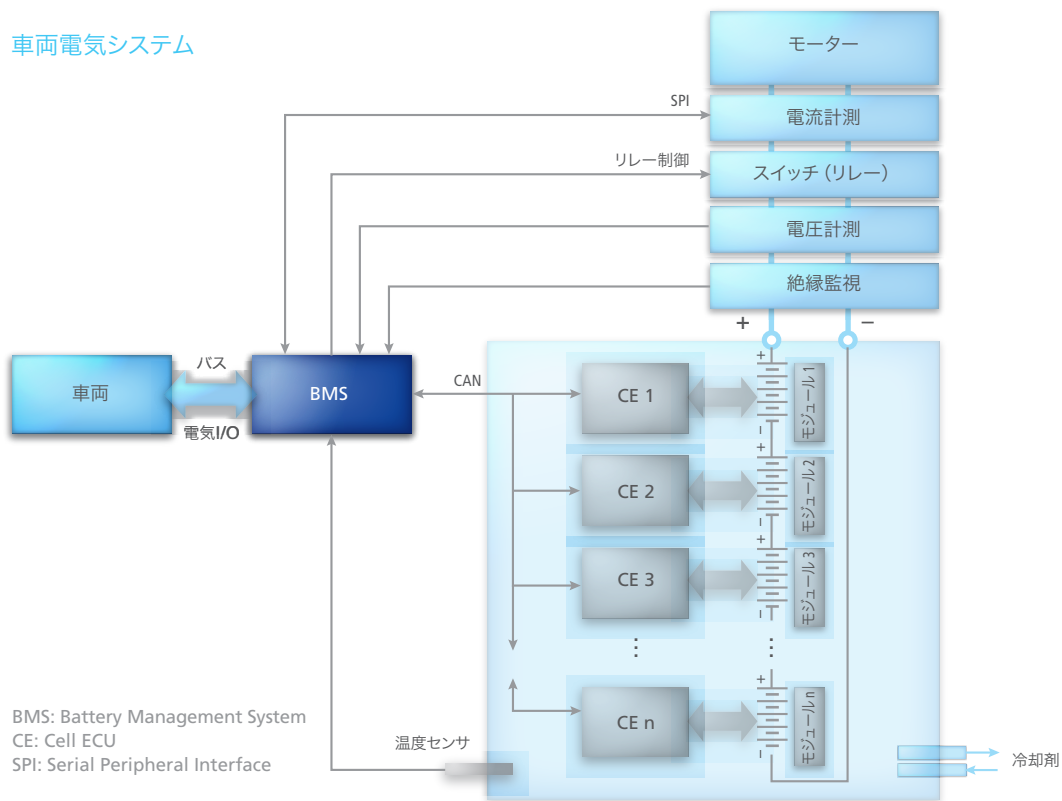 車両電気システム
モーター
SPI
電流計測
リレー制御
スイッチ（リレー）
電圧計測
絶縁監視
+
−
車両
バス
電気I/O
BMS
CAN
CE 1
+
−
モジュール1
CE 2
+
−
モジュール2
CE 3
+
−
モジュール3
⋮
⋮
CE n
+
−
モジュールn
温度センサ
冷却剤
BMS: Battery Management System
CE: Cell ECU
SPI: Serial Peripheral Interface